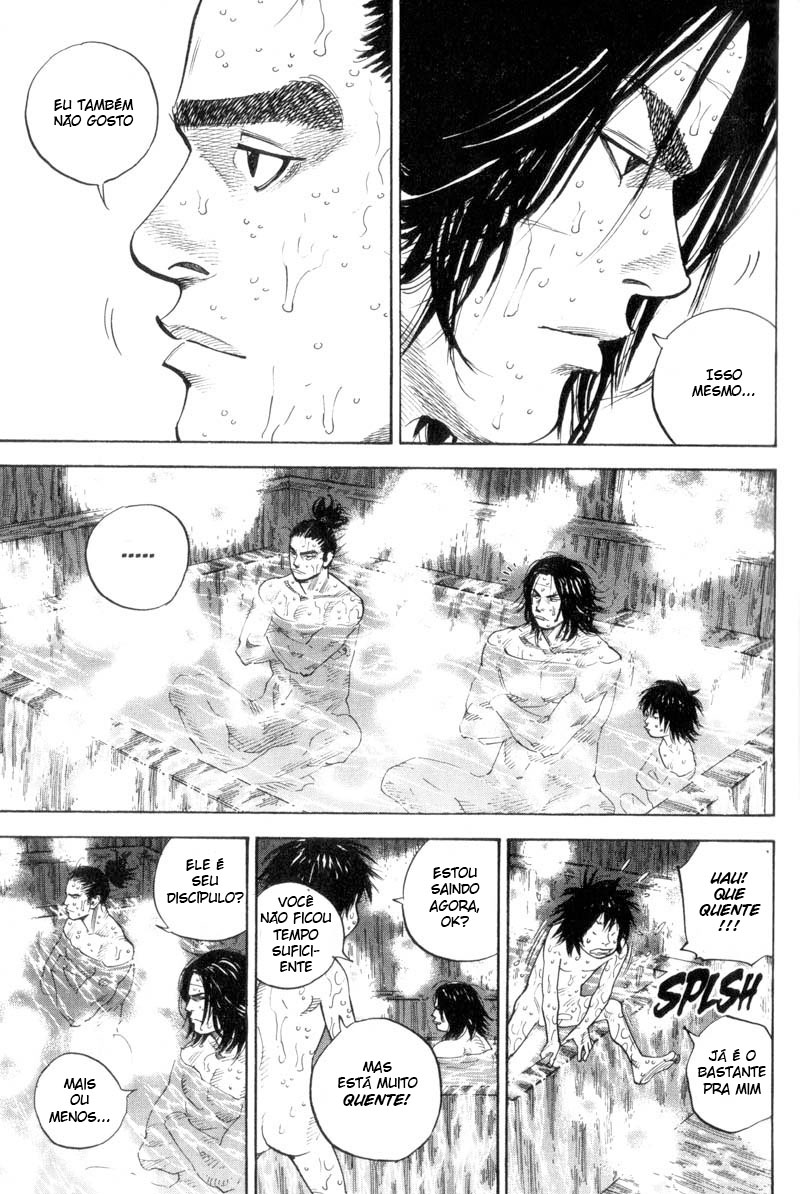 ISSO
MESMO...
EU TAMBÉM
NÃO GOSTO
.....
UAU!
QUE
QUENTE
!!!
SPLSH
JÁ É O
BASTANTE
PRA MIM
ESTOU
SAINDO
AGORA,
OK?
VOCÊ
NÃO FICOU
TEMPO
SUFICI-
ENTE
MAS
ESTÁ MUITO
QUENTE!
ELE É
SEU
DISCÍPULO?
MAIS
OU
MENOS...